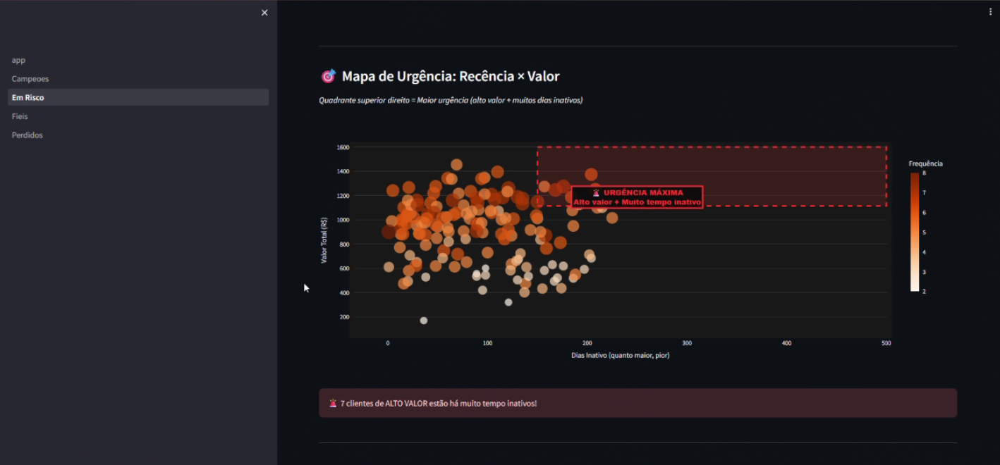 app
Campeoes
Em Risco
Fieis
Perdidos
Mapa de Urgência: Recência × Valor
Quadrante superior direito = Maior urgência (alto valor + muitos dias inativos)
Valor Total (R$)
1600
1400
1200
1000
800
600
400
200
0
100
200
300
400
500
Dias Inativo (quanto maior, pior)
URGÊNCIA MÁXIMA
Alto valor + Muito tempo inativo
Frequência
8
7
6
5
4
3
2
7 clientes de ALTO VALOR estão há muito tempo inativos!